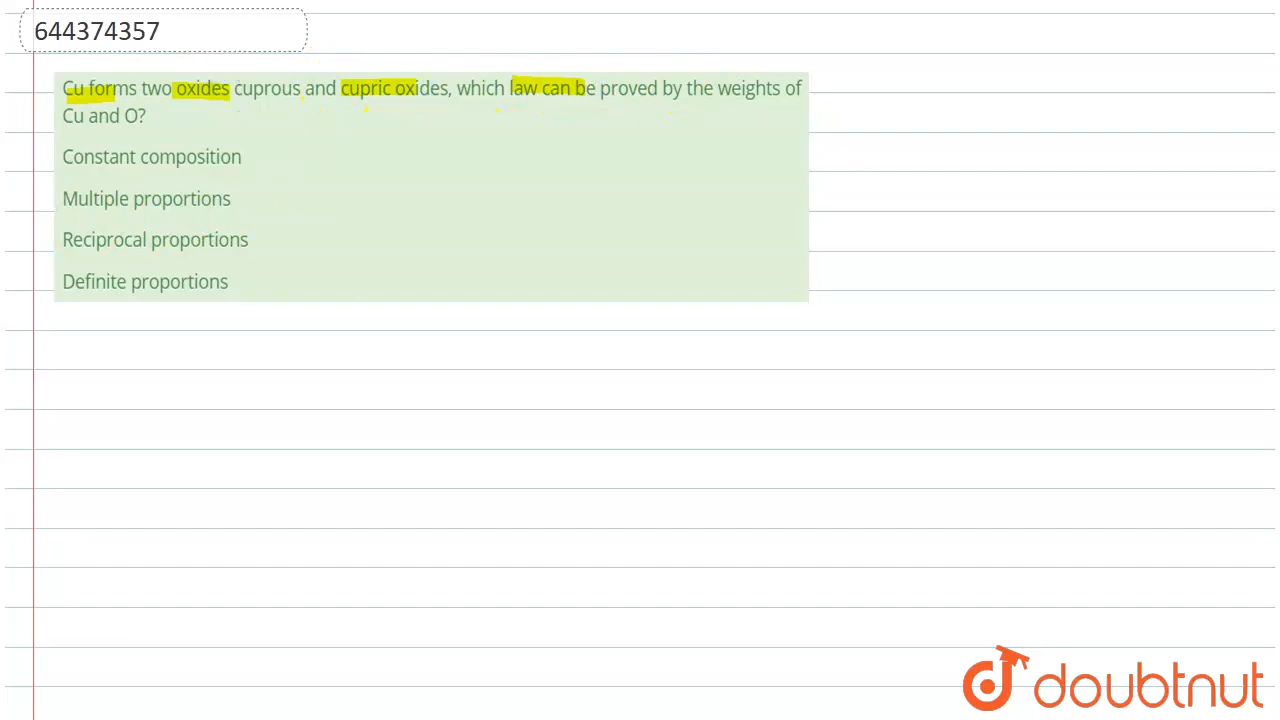 644374357
Cu forms two oxides cuprous and cupric oxides, which law can be proved by the weights of
Cu and O?
Constant composition
Multiple proportions
Reciprocal proportions
Definite proportions
doubtnut